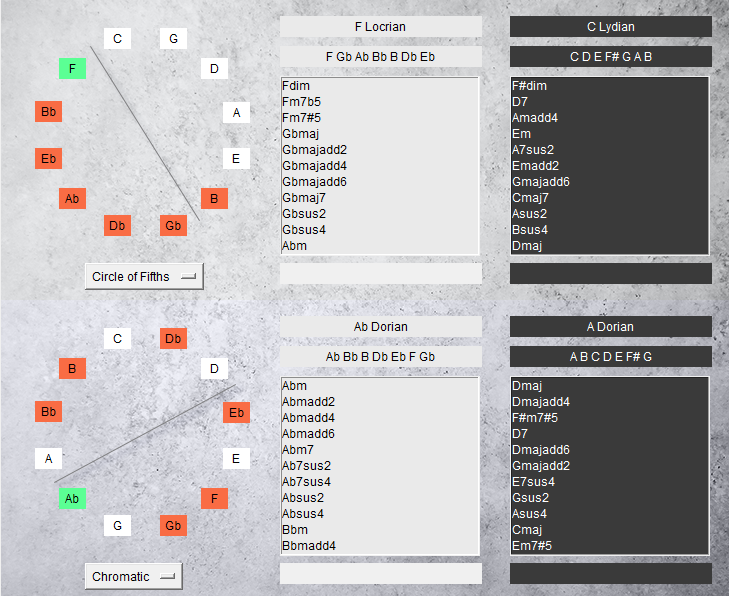 C
G
F
D
Bb
A
Eb
E
Ab
B
Db
Gb
Circle of Fifths
F Locrian
F Gb Ab Bb B Db Eb
Fdim
Fm7b5
Fm7#5
Gbmaj
Gbmajadd2
Gbmajadd4
Gbmajadd6
Gbmaj7
Gbsus2
Gbsus4
Abm
C Lydian
C D E F# G A B
F#dim
D7
Amadd4
Em
A7sus2
Emadd2
Gmajadd6
Cmaj7
Asus2
Bsus4
Dmaj
C
Db
B
D
Bb
Eb
A
E
Ab
F
G
Gb
Chromatic
Ab Dorian
Ab Bb B Db Eb F Gb
Abm
Abmadd2
Abmadd4
Abmadd6
Abm7
Ab7sus2
Ab7sus4
Absus2
Absus4
Bbm
Bbmadd4
A Dorian
A B C D E F# G
Dmaj
Dmajadd4
F#m7#5
D7
Dmajadd6
Gmajadd2
E7sus4
Gsus2
Asus4
Cmaj
Em7#5